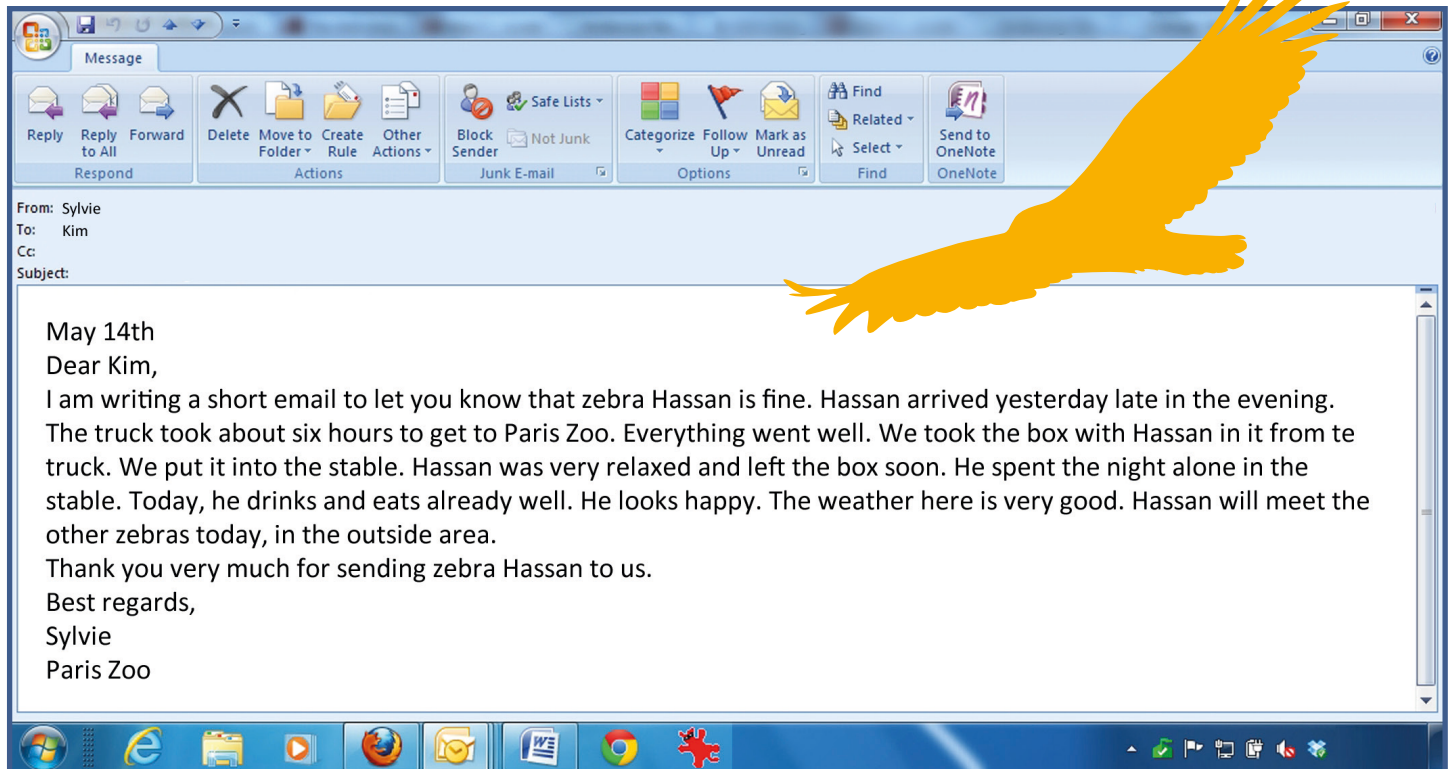 Message
Reply Reply to All Forward
Respond
Delete Move to Folder Create Rule Other Actions
Actions
Block Sender Safe Lists Not Junk
Junk E-mail
Categorize Follow Up Mark as Unread
Options
Find Related Select
Find
Send to OneNote
OneNote
From: Sylvie
To: Kim
Cc:
Subject:
May 14th
Dear Kim,
I am writing a short email to let you know that zebra Hassan is fine. Hassan arrived yesterday late in the evening.
The truck took about six hours to get to Paris Zoo. Everything went well. We took the box with Hassan in it from te
truck. We put it into the stable. Hassan was very relaxed and left the box soon. He spent the night alone in the
stable. Today, he drinks and eats already well. He looks happy. The weather here is very good. Hassan will meet the
other zebras today, in the outside area.
Thank you very much for sending zebra Hassan to us.
Best regards,
Sylvie
Paris Zoo